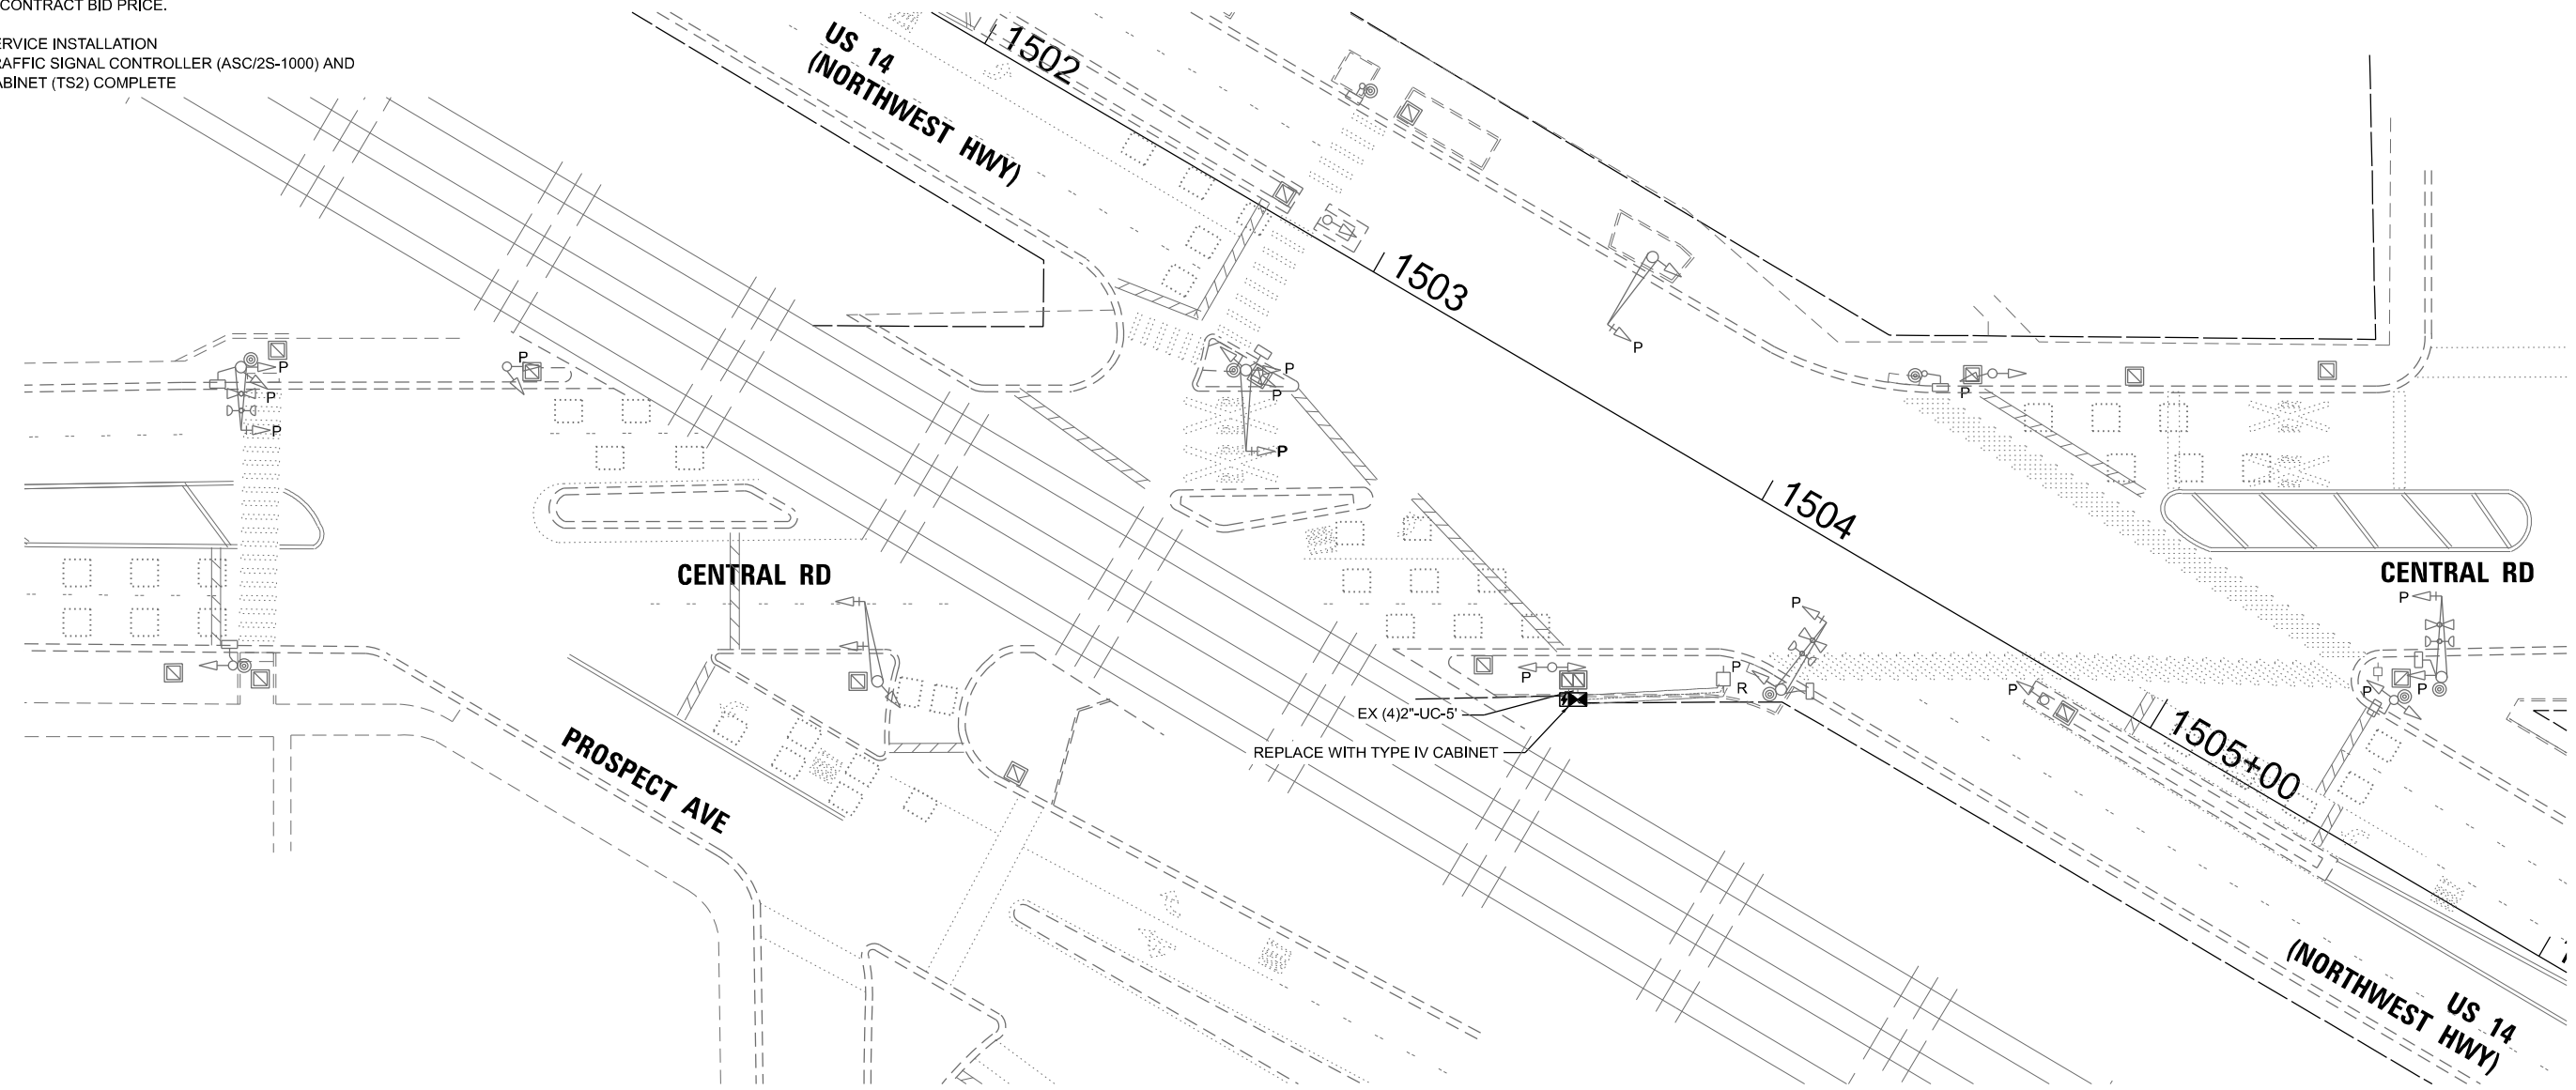 CONTRACT BID PRICE.
ERVICE INSTALLATION
RAFFIC SIGNAL CONTROLLER (ASC/2S-1000) AND
ABINET (TS2) COMPLETE
US 14
(NORTHWEST HWY)
1502
1503
P
P
P
P
P
P
P
P
P
P
1504
CENTRAL RD
CENTRAL RD
P
P
P
P
R
P
P
P
EX (4)2"-UC-5'
REPLACE WITH TYPE IV CABINET
PROSPECT AVE
1505+00
US 14
(NORTHWEST HWY)